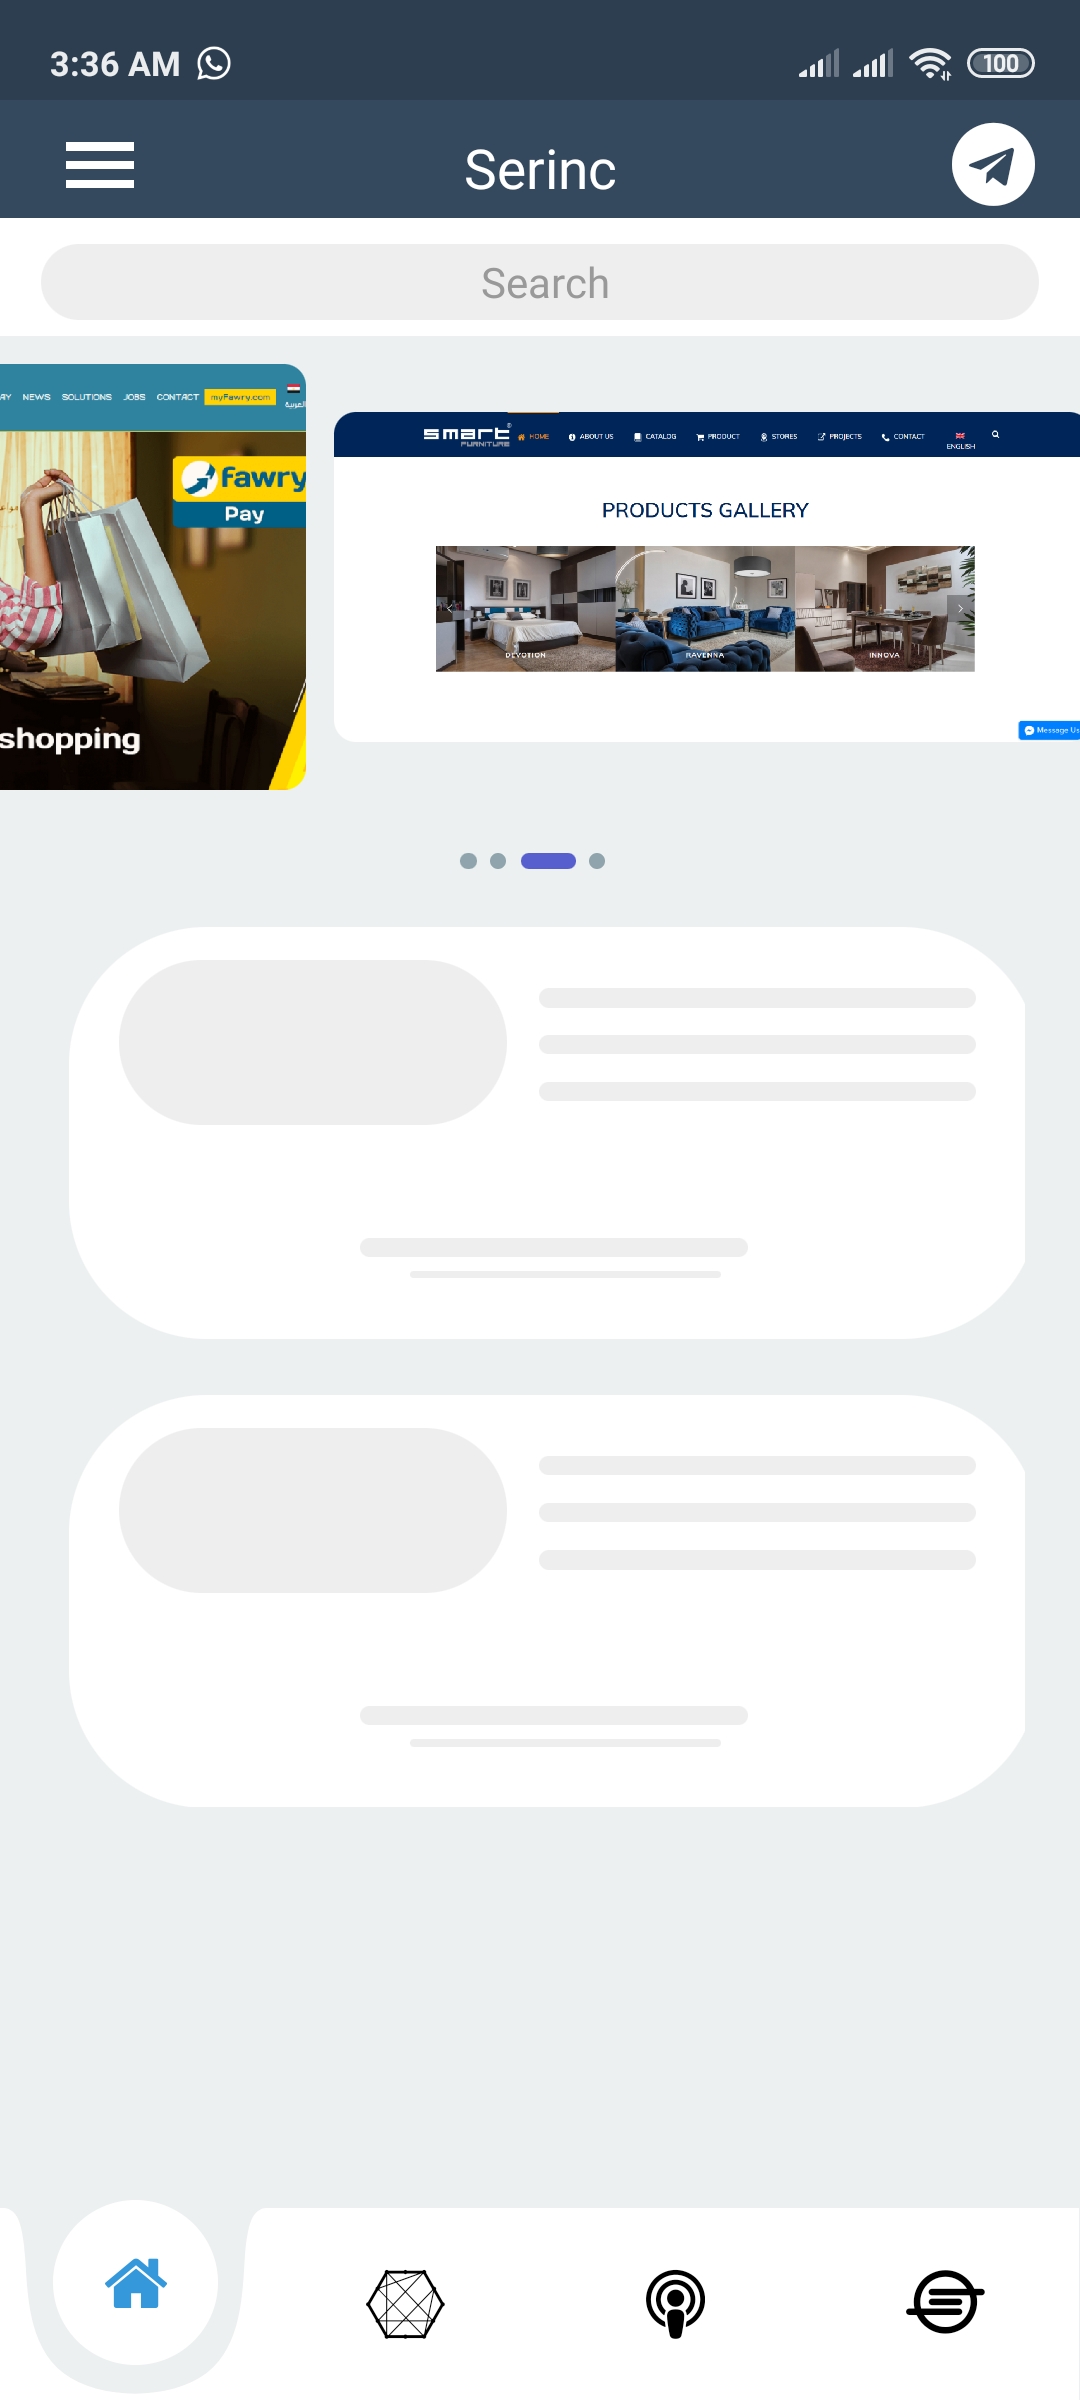 3:36 AM
100
Serinc
Search
AY NEWS SOLUTIONS JOBS CONTACT myFawry.com
العربية
fawry
Pay
shopping
smart
FURNITURE
HOME ABOUT US CATALOG PRODUCT STORES PROJECTS CONTACT ENGLISH
PRODUCTS GALLERY
DEVOTION RAVENNA INNOVA
Message Us